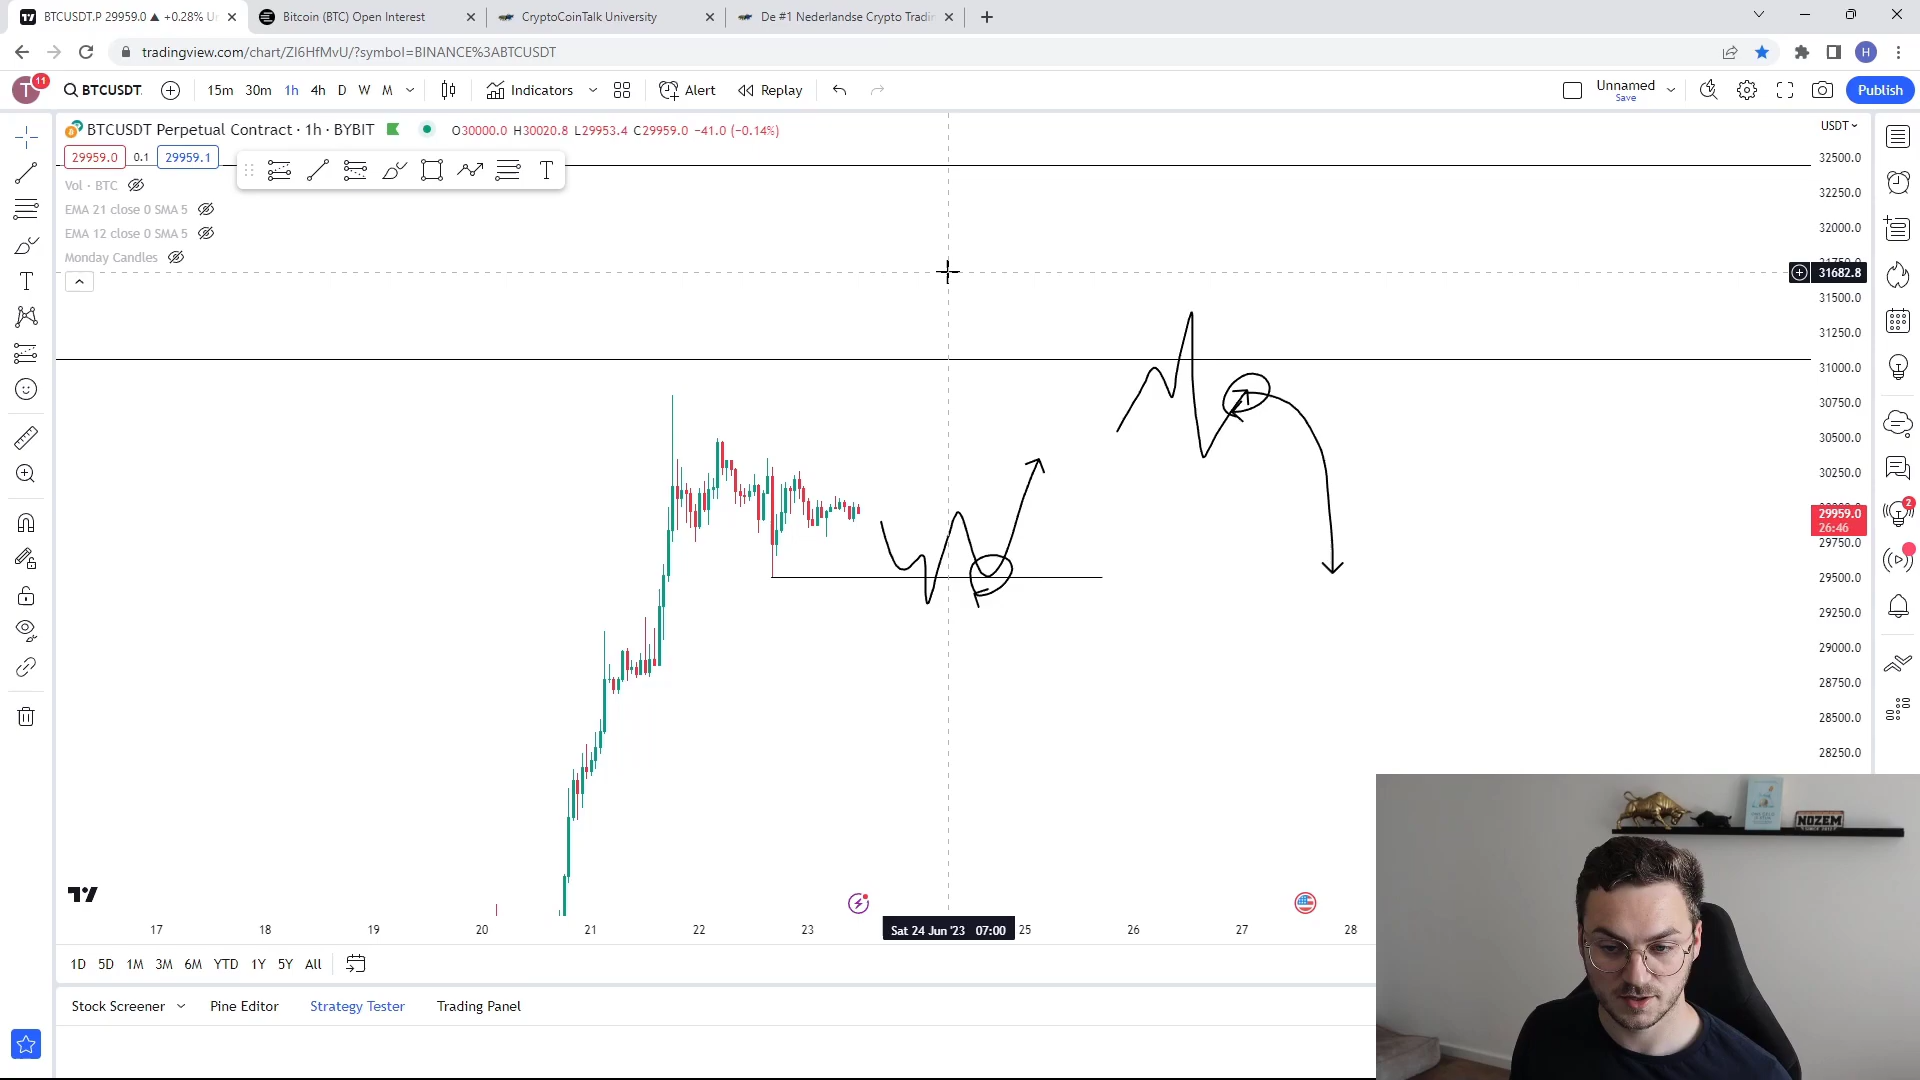 BTCUSDT.P 29959.0 ▲ +0.28% Un
Bitcoin (BTC) Open Interest
CryptoCoinTalk University
De #1 Nederlandse Crypto Tradin
tradingview.com/chart/ZI6HfMvU/?symbol=BINANCE%3ABTCUSDT
H
T
11
BTCUSDT.
15m 30m 1h 4h D W M
Indicators
Alert
Replay
Unnamed
Save
Publish
BTCUSDT Perpetual Contract · 1h · BYBIT
O30000.0 H30020.8 L29953.4 C29959.0 −41.0 (−0.14%)
USDT
29959.0
0.1
29959.1
Vol · BTC
EMA 21 close 0 SMA 5
EMA 12 close 0 SMA 5
Monday Candles
32500.0
32250.0
32000.0
31682.8
31500.0
31250.0
31000.0
30750.0
30500.0
30250.0
29959.0
26:46
29750.0
29500.0
29250.0
29000.0
28750.0
28500.0
28250.0
2
17 18 19 20 21 22 23 Sat 24 Jun '23 07:00 25 26 27 28
1D 5D 1M 3M 6M YTD 1Y 5Y All
Stock Screener
Pine Editor
Strategy Tester
Trading Panel
NOZEM